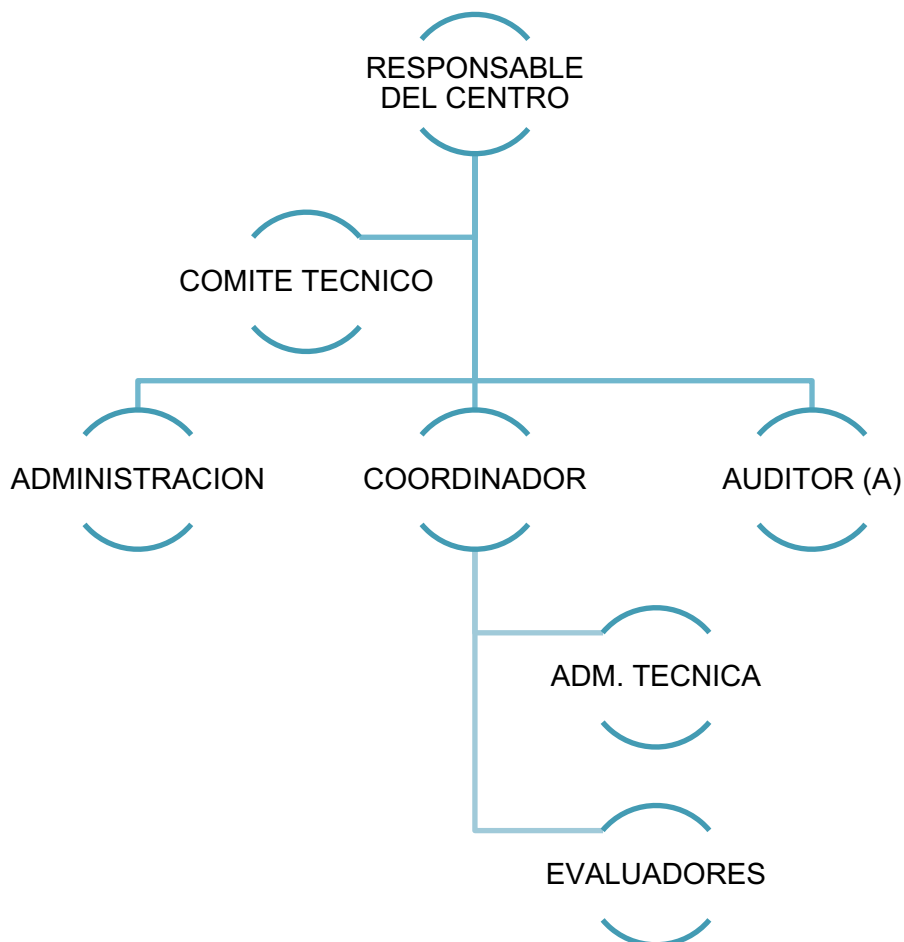 RESPONSABLE
DEL CENTRO
COMITE TECNICO
ADMINISTRACION
COORDINADOR
AUDITOR (A)
ADM. TECNICA
EVALUADORES